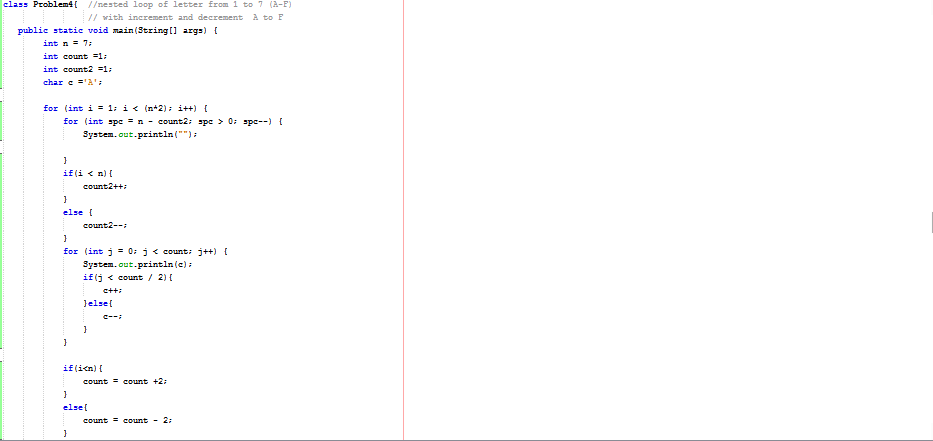 class Problem4{  //nested loop of letter from 1 to 7 (A-F)
// with increment and decrement  A to F
public static void main(String[] args) {
int n = 7;
int count =1;
int count2 =1;
char c ='A';
for (int i = 1; i < (n*2); i++) {
for (int spc = n - count2; spc > 0; spc--) {
System.out.println("");
}
if(i < n){
count2++;
}
else {
count2--;
}
for (int j = 0; j < count; j++) {
System.out.println(c);
if(j < count / 2){
c++;
}else{
c--;
}
}
if(i<n){
count = count +2;
}
else{
count = count - 2;
}